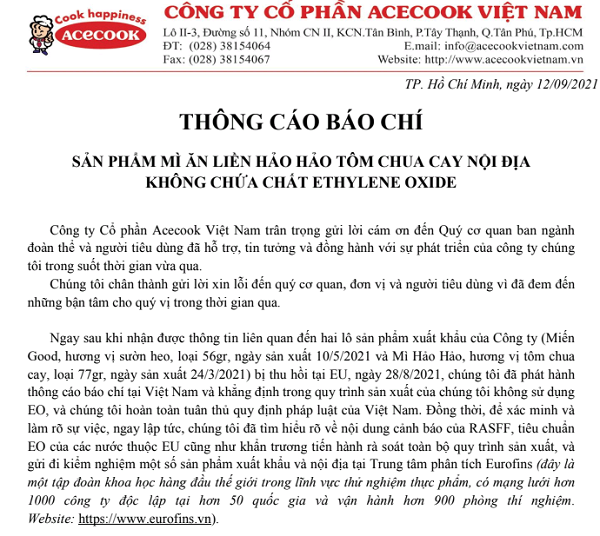 Cook happiness
ACECOOK
CÔNG TY CỔ PHẦN ACECOOK VIỆT NAM
Lô II-3, Đường số 11, Nhóm CN II, KCN.Tân Bình, P.Tây Thạnh, Q.Tân Phú, Tp.HCM
ĐT: (028) 38154064 E.mail: info@acecookvietnam.com
Fax: (028) 38154067 Website: http://www.acecookvietnam.vn
TP. Hồ Chí Minh, ngày 12/09/2021
THÔNG CÁO BÁO CHÍ
SẢN PHẨM MÌ ĂN LIỀN HẢO HẢO TÔM CHUA CAY NỘI ĐỊA
KHÔNG CHỨA CHẤT ETHYLENE OXIDE
Công ty Cổ phần Acecook Việt Nam trân trọng gửi lời cám ơn đến Quý cơ quan ban ngành
đoàn thể và người tiêu dùng đã hỗ trợ, tin tưởng và đồng hành với sự phát triển của công ty chúng
tôi trong suốt thời gian vừa qua.
Chúng tôi chân thành gửi lời xin lỗi đến quý cơ quan, đơn vị và người tiêu dùng vì đã đem đến
những bận tâm cho quý vị trong thời gian qua.
Ngay sau khi nhận được thông tin liên quan đến hai lô sản phẩm xuất khẩu của Công ty (Miến
Good, hương vị sườn heo, loại 56gr, ngày sản xuất 10/5/2021 và Mì Hảo Hảo, hương vị tôm chua
cay, loại 77gr, ngày sản xuất 24/3/2021) bị thu hồi tại EU, ngày 28/8/2021, chúng tôi đã phát hành
thông cáo báo chí tại Việt Nam và khẳng định trong quy trình sản xuất của chúng tôi không sử dụng
EO, và chúng tôi hoàn toàn tuân thủ quy định pháp luật của Việt Nam. Đồng thời, để xác minh và
làm rõ sự việc, ngay lập tức, chúng tôi đã tìm hiểu rõ về nội dung cảnh báo của RASFF, tiêu chuẩn
EO của các nước thuộc EU cũng như khẩn trương tiến hành rà soát toàn bộ quy trình sản xuất, và
gửi đi kiểm nghiệm một số sản phẩm xuất khẩu và nội địa tại Trung tâm phân tích Eurofins (đây là
một tập đoàn khoa học hàng đầu thế giới trong lĩnh vực thử nghiệm thực phẩm, có mạng lưới hơn
1000 công ty độc lập tại hơn 50 quốc gia và vận hành hơn 900 phòng thí nghiệm.
Website: https://www.eurofins.vn).